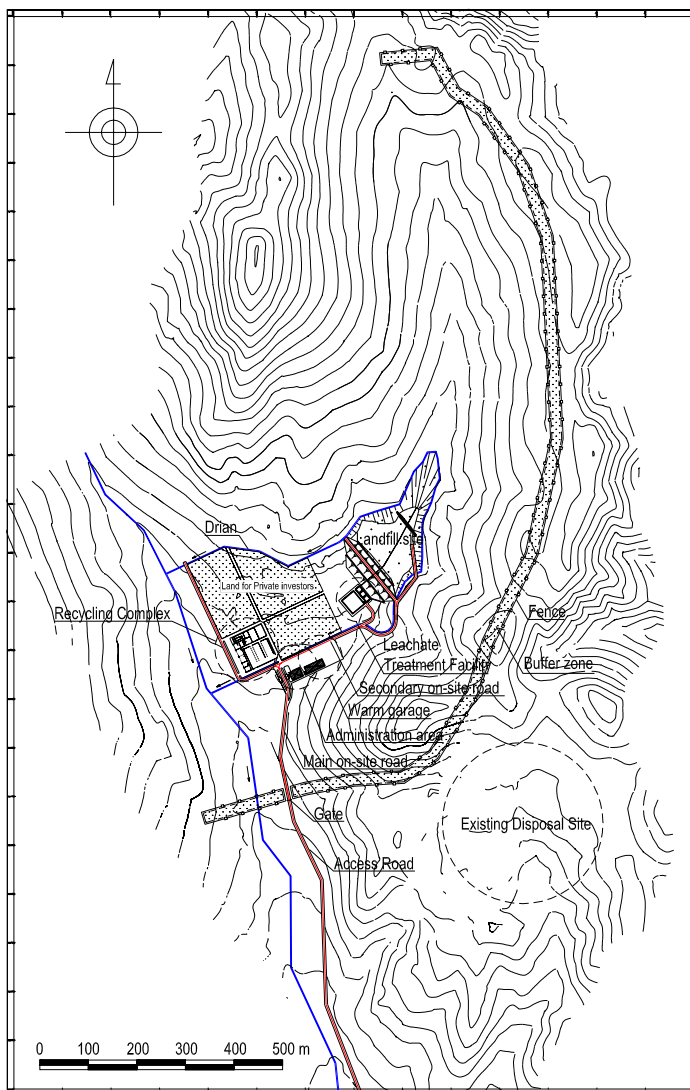 Drian
Landfill site
Land for Private investors
Recycling Complex
Fence
Leachate
Treatment Facility
Buffer zone
Secondary on-site road
Warm garage
Administration area
Main on-site road
Gate
Existing Disposal Site
Access Road
0 100 200 300 400 500 m